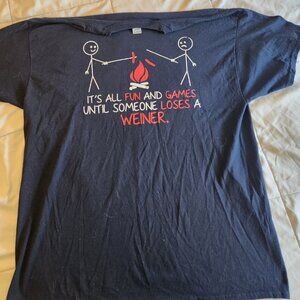 IT'S ALL FUN AND GAMES
UNTIL SOMEONE LOSES A
WEINER.